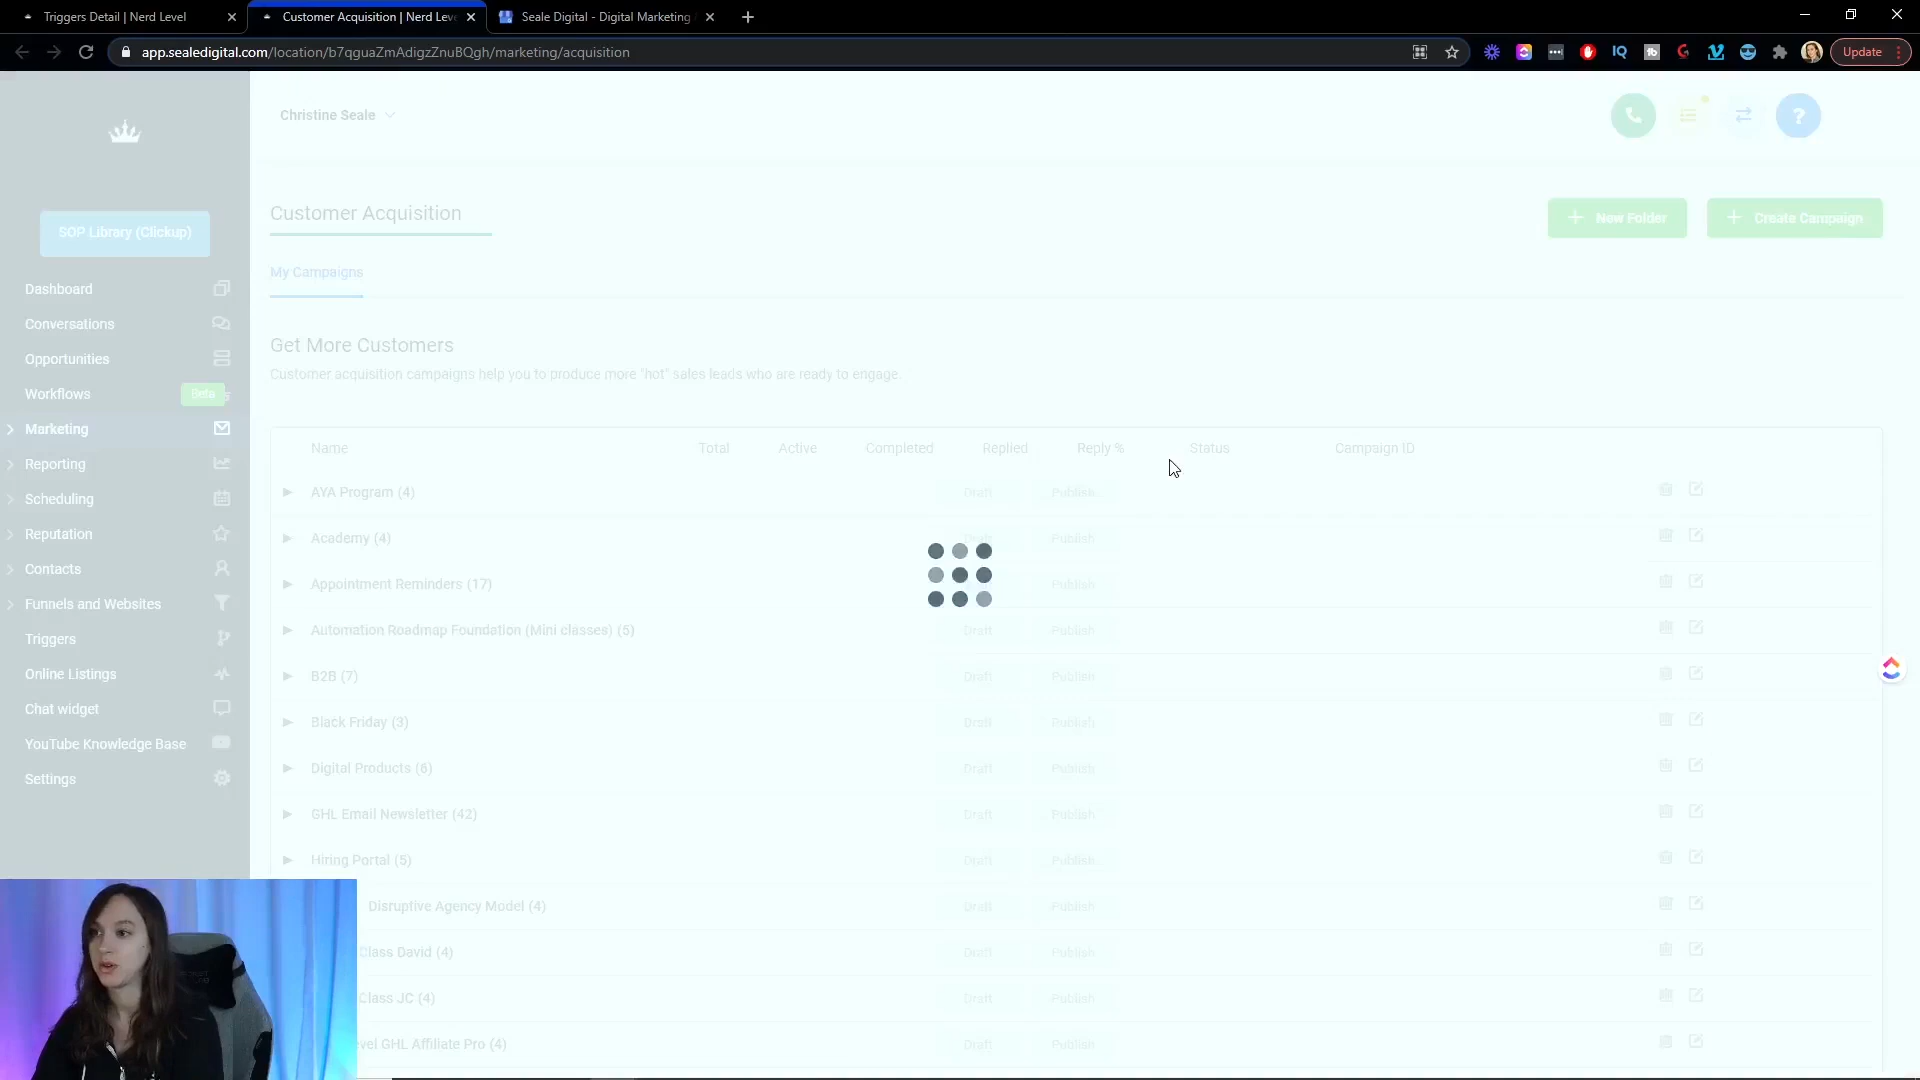 Triggers Detail | Nerd Level
Customer Acquisition | Nerd Leve
Seale Digital - Digital Marketing
app.sealedigital.com/location/b7qguaZmAdigzZnuBQgh/marketing/acquisition
Update
Christine Seale
?
SOP Library (Clickup)
Customer Acquisition
New Folder
Create Campaign
My Campaigns
Get More Customers
Customer acquisition campaigns help you to produce more "hot" sales leads who are ready to engage.
Dashboard
Conversations
Opportunities
Workflows Beta
Marketing
Reporting
Scheduling
Reputation
Contacts
Funnels and Websites
Triggers
Online Listings
Chat widget
YouTube Knowledge Base
Settings
Name Total Active Completed Replied Reply % Status Campaign ID
AYA Program (4) Draft Publish
Academy (4) Draft Publish
Appointment Reminders (17) Publish
Automation Roadmap Foundation (Mini classes) (5) Draft Publish
B2B (7) Draft Publish
Black Friday (3) Draft Publish
Digital Products (6) Draft Publish
GHL Email Newsletter (42) Draft Publish
Hiring Portal (5) Draft Publish
Disruptive Agency Model (4) Draft Publish
Class David (4) Draft Publish
Class JC (4) Draft Publish
evel GHL Affiliate Pro (4) Draft Publish